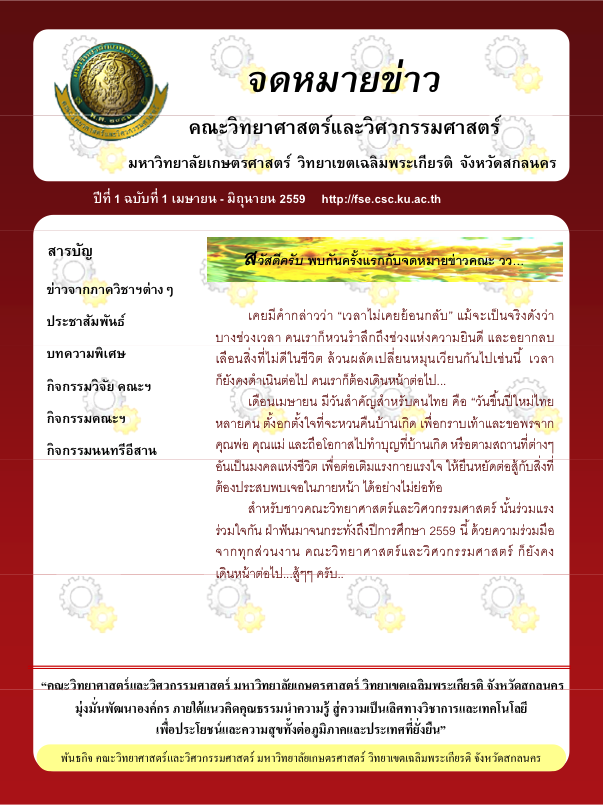 จดหมายข่าว
คณะวิทยาศาสตร์และวิศวกรรมศาสตร์
มหาวิทยาลัยเกษตรศาสตร์ วิทยาเขตเฉลิมพระเกียรติ จังหวัดสกลนคร
ปีที่ 1 ฉบับที่ 1 เมษายน - มิถุนายน 2559 http://fse.csc.ku.ac.th
สารบัญ
ข่าวจากภาควิชาฯต่าง ๆ
ประชาสัมพันธ์
บทความพิเศษ
กิจกรรมวิจัย คณะฯ
กิจกรรมคณะฯ
กิจกรรมนนทรีอีสาน
สวัสดีครับ พบกันครั้งแรกกับจดหมายข่าวคณะ วว...
เคยมีคำกล่าวว่า “เวลาไม่เคยย้อนกลับ” แม้จะเป็นจริงดังว่า
บางช่วงเวลา คนเราก็หวนรำลึกถึงช่วงแห่งความยินดี และอยากลบ
เลือนสิ่งที่ไม่ดีในชีวิต ล้วนผลัดเปลี่ยนหมุนเวียนกันไปเช่นนี้ เวลา
ก็ยังคงดำเนินต่อไป คนเราก็ต้องเดินหน้าต่อไป...
เดือนเมษายน มีวันสำคัญสำหรับคนไทย คือ “วันขึ้นปีใหม่ไทย
หลายคน ตั้งอกตั้งใจที่จะหวนคืนบ้านเกิด เพื่อกราบเท้าและขอพรจาก
คุณพ่อ คุณแม่ และถือโอกาสไปทำบุญที่บ้านเกิด หรือตามสถานที่ต่างๆ
อันเป็นมงคลแห่งชีวิต เพื่อต่อเติมแรงกายแรงใจ ให้ยืนหยัดต่อสู้กับสิ่งที่
ต้องประสบพบเจอในภายหน้า ได้อย่างไม่ย่อท้อ
สำหรับชาวคณะวิทยาศาสตร์และวิศวกรรมศาสตร์ นั้นร่วมแรง
ร่วมใจกัน ฝ่าฟันมาจนกระทั่งถึงปีการศึกษา 2559 นี้ ด้วยความร่วมมือ
จากทุกส่วนงาน คณะวิทยาศาสตร์และวิศวกรรมศาสตร์ ก็ยังคง
เดินหน้าต่อไป...สู้ๆๆ ครับ..
“คณะวิทยาศาสตร์และวิศวกรรมศาสตร์ มหาวิทยาลัยเกษตรศาสตร์ วิทยาเขตเฉลิมพระเกียรติ จังหวัดสกลนคร
มุ่งมั่นพัฒนาองค์กร ภายใต้แนวคิดคุณธรรมนำความรู้ สู่ความเป็นเลิศทางวิชาการและเทคโนโลยี
เพื่อประโยชน์และความสุขทั้งต่อภูมิภาคและประเทศที่ยั่งยืน”
พันธกิจ คณะวิทยาศาสตร์และวิศวกรรมศาสตร์ มหาวิทยาลัยเกษตรศาสตร์ วิทยาเขตเฉลิมพระเกียรติ จังหวัดสกลนคร